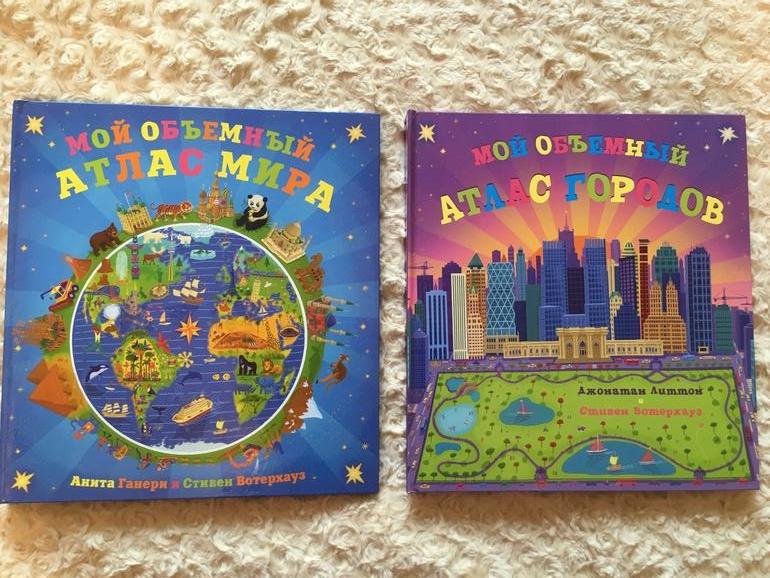 МОЙ ОБЪЕМНЫЙ
АТЛАС МИРА
Анита Ганери и Стивен Вотерхауз
МОЙ ОБЪЕМНЫЙ
АТЛАС ГОРОДОВ
Джонатан Литтон
и
Стивен Вотерхауз